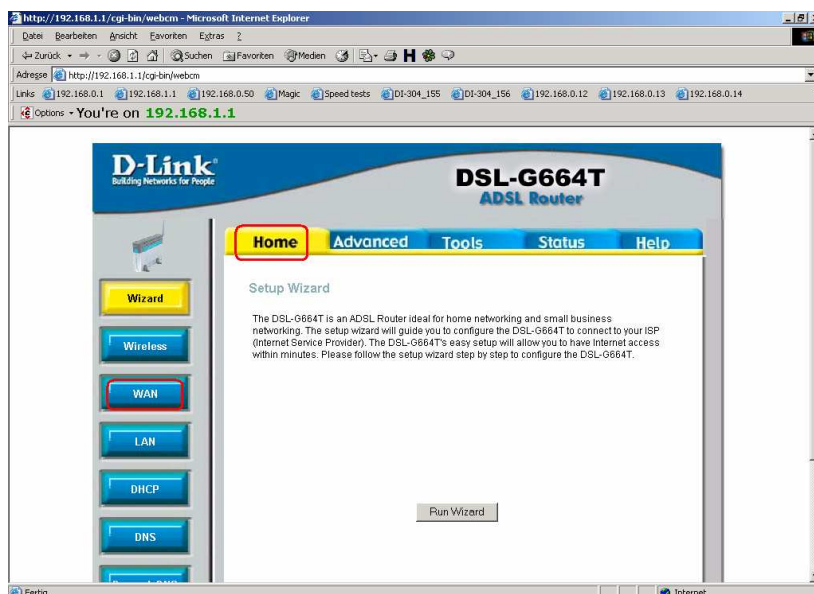 http://192.168.1.1/cgi-bin/webcm - Microsoft Internet Explorer
Datei Bearbeiten Ansicht Favoriten Extras ?
Zurück Suchen Favoriten Medien
Adresse http://192.168.1.1/cgi-bin/webcm
Links 192.168.0.1 192.168.1.1 192.168.0.50 Magic Speed tests DI-304_155 DI-304_156 192.168.0.12 192.168.0.13 192.168.0.14
Options You're on 192.168.1.1
D-Link
Building Networks for People
DSL-G664T
ADSL Router
Home Advanced Tools Status Help
Wizard
Wireless
WAN
LAN
DHCP
DNS
Setup Wizard
The DSL-G664T is an ADSL Router ideal for home networking and small business
networking. The setup wizard will guide you to configure the DSL-G664T to connect to your ISP
(Internet Service Provider). The DSL-G664T's easy setup will allow you to have Internet access
within minutes. Please follow the setup wizard step by step to configure the DSL-G664T.
Run Wizard
Fertig
Internet